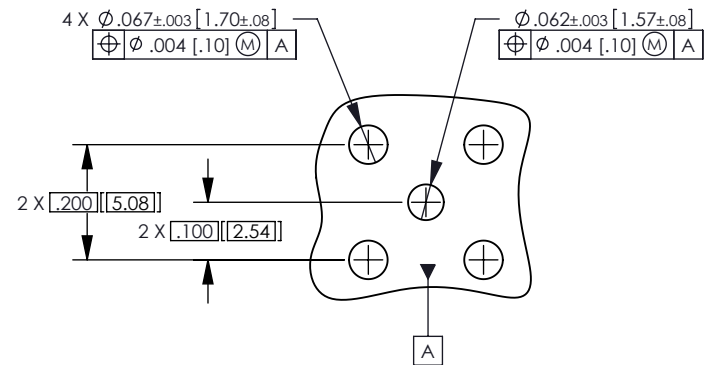 4 X Ø.067±.003 [1.70±.08]
⌖ Ø .004 [.10] Ⓜ A
Ø.062±.003 [1.57±.08]
⌖ Ø .004 [.10] Ⓜ A
2 X .200 [5.08]
2 X .100 [2.54]
A